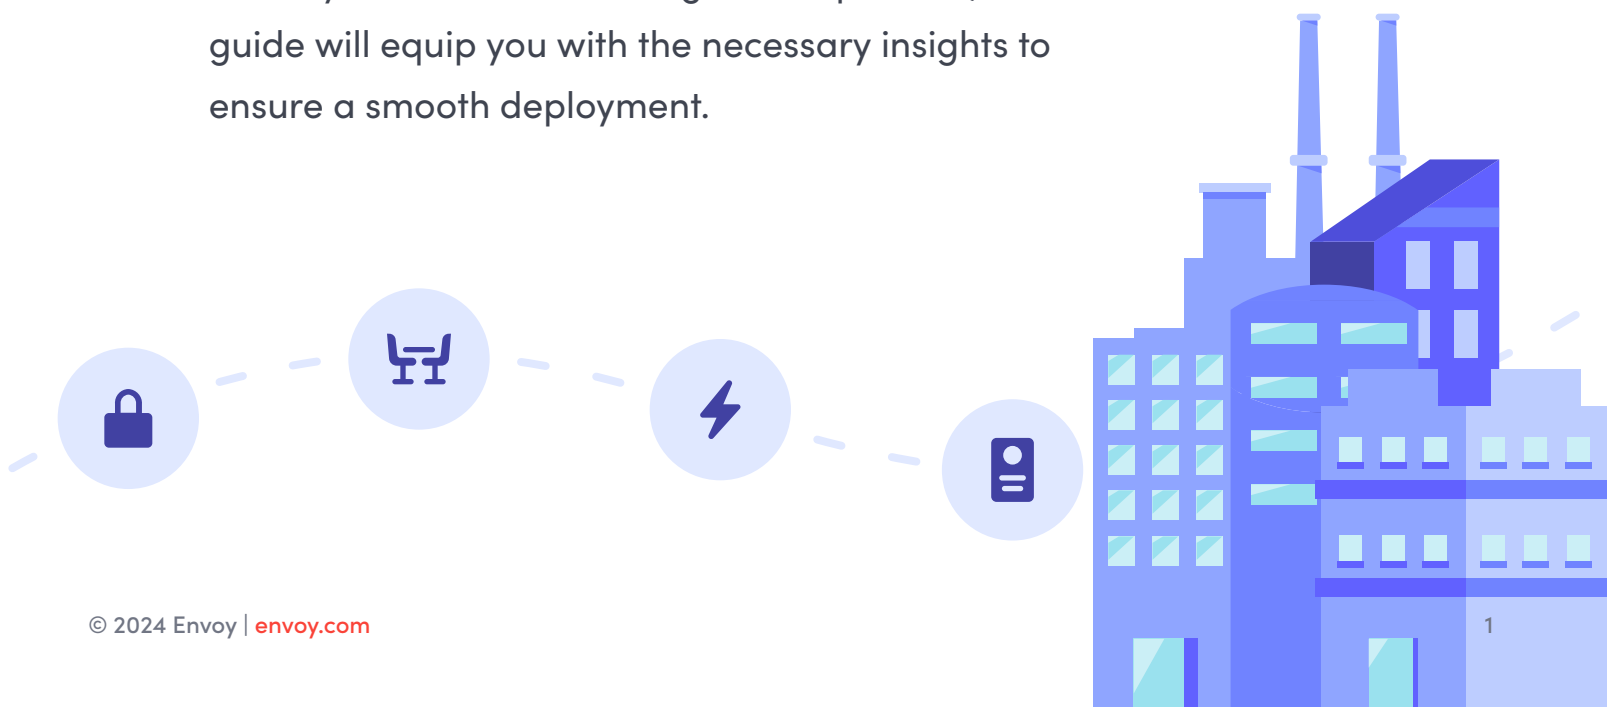 guide will equip you with the necessary insights to
ensure a smooth deployment.
© 2024 Envoy | envoy.com
1